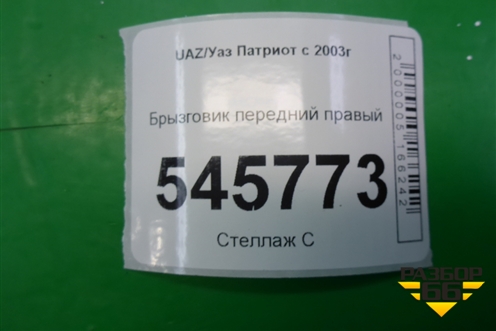 UAZ/Уаз Патриот с 2003г
Брызговик передний правый
545773
Стеллаж С
2000005166242
РАЗБОР
66